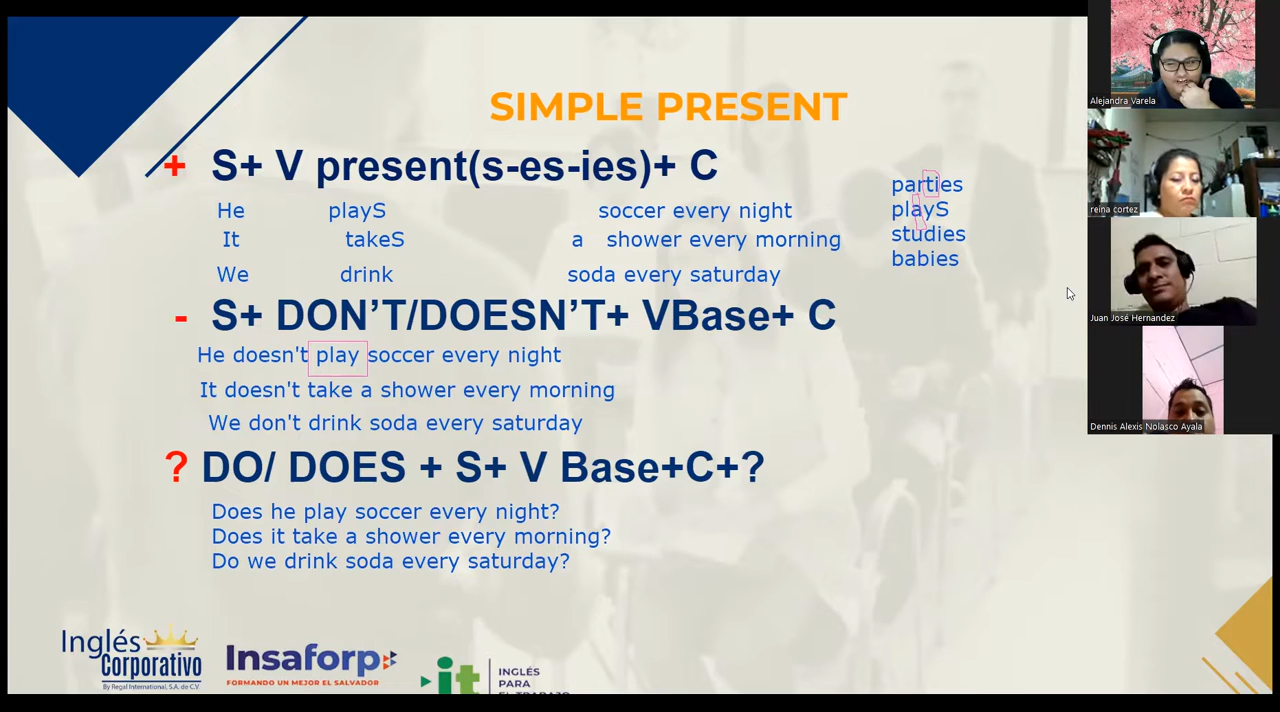 SIMPLE PRESENT
+ S+ V present(s-es-ies)+ C
He playS soccer every night
It takeS a shower every morning
We drink soda every saturday
parties
playS
studies
babies
- S+ DON'T/DOESN'T+ VBase+ C
He doesn't play soccer every night
It doesn't take a shower every morning
We don't drink soda every saturday
? DO/ DOES + S+ V Base+C+?
Does he play soccer every night?
Does it take a shower every morning?
Do we drink soda every saturday?
Inglés
Corporativo
By Regal International, S.A. de C.V.
Insaforp
FORMANDO UN MEJOR EL SALVADOR
it
INGLÉS
PARA
EL TRABAJO
Alejandra Varela
reina cortez
Juan José Hernandez
Dennis Alexis Nolasco Ayala